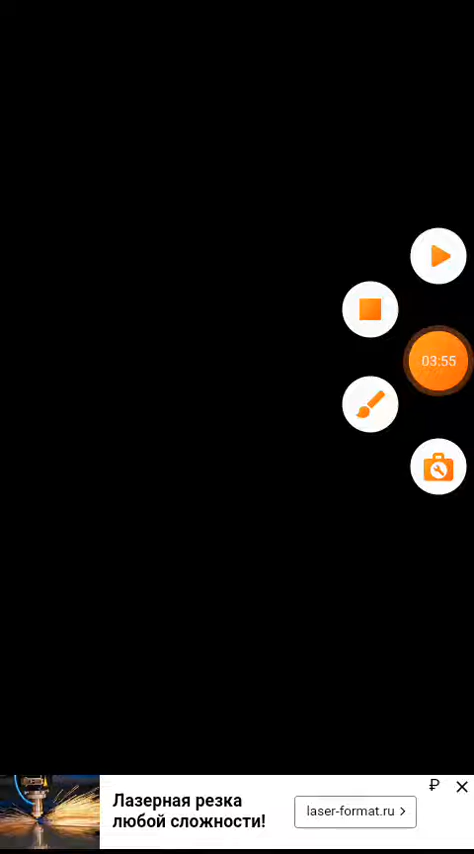 03:55
₽
Лазерная резка
любой сложности!
laser-format.ru